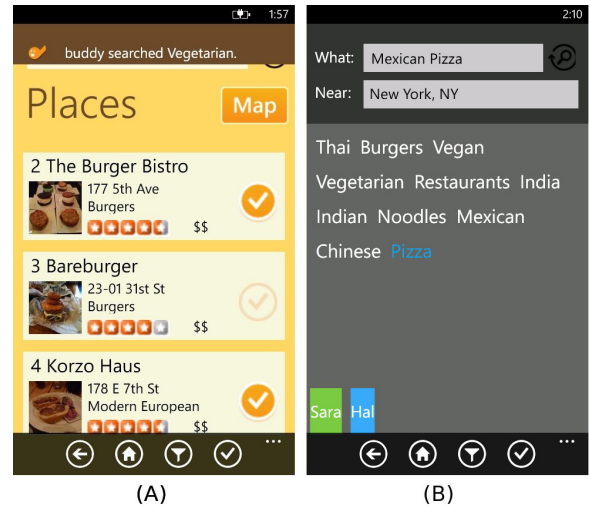 1:57
buddy searched Vegetarian.
Places
Map
2 The Burger Bistro
177 5th Ave
Burgers
$$
3 Bareburger
23-01 31st St
Burgers
$$
4 Korzo Haus
178 E 7th St
Modern European
$$
...
(A)
2:10
What: Mexican Pizza
Near: New York, NY
Thai Burgers Vegan
Vegetarian Restaurants India
Indian Noodles Mexican
Chinese Pizza
Sara Hal
...
(B)